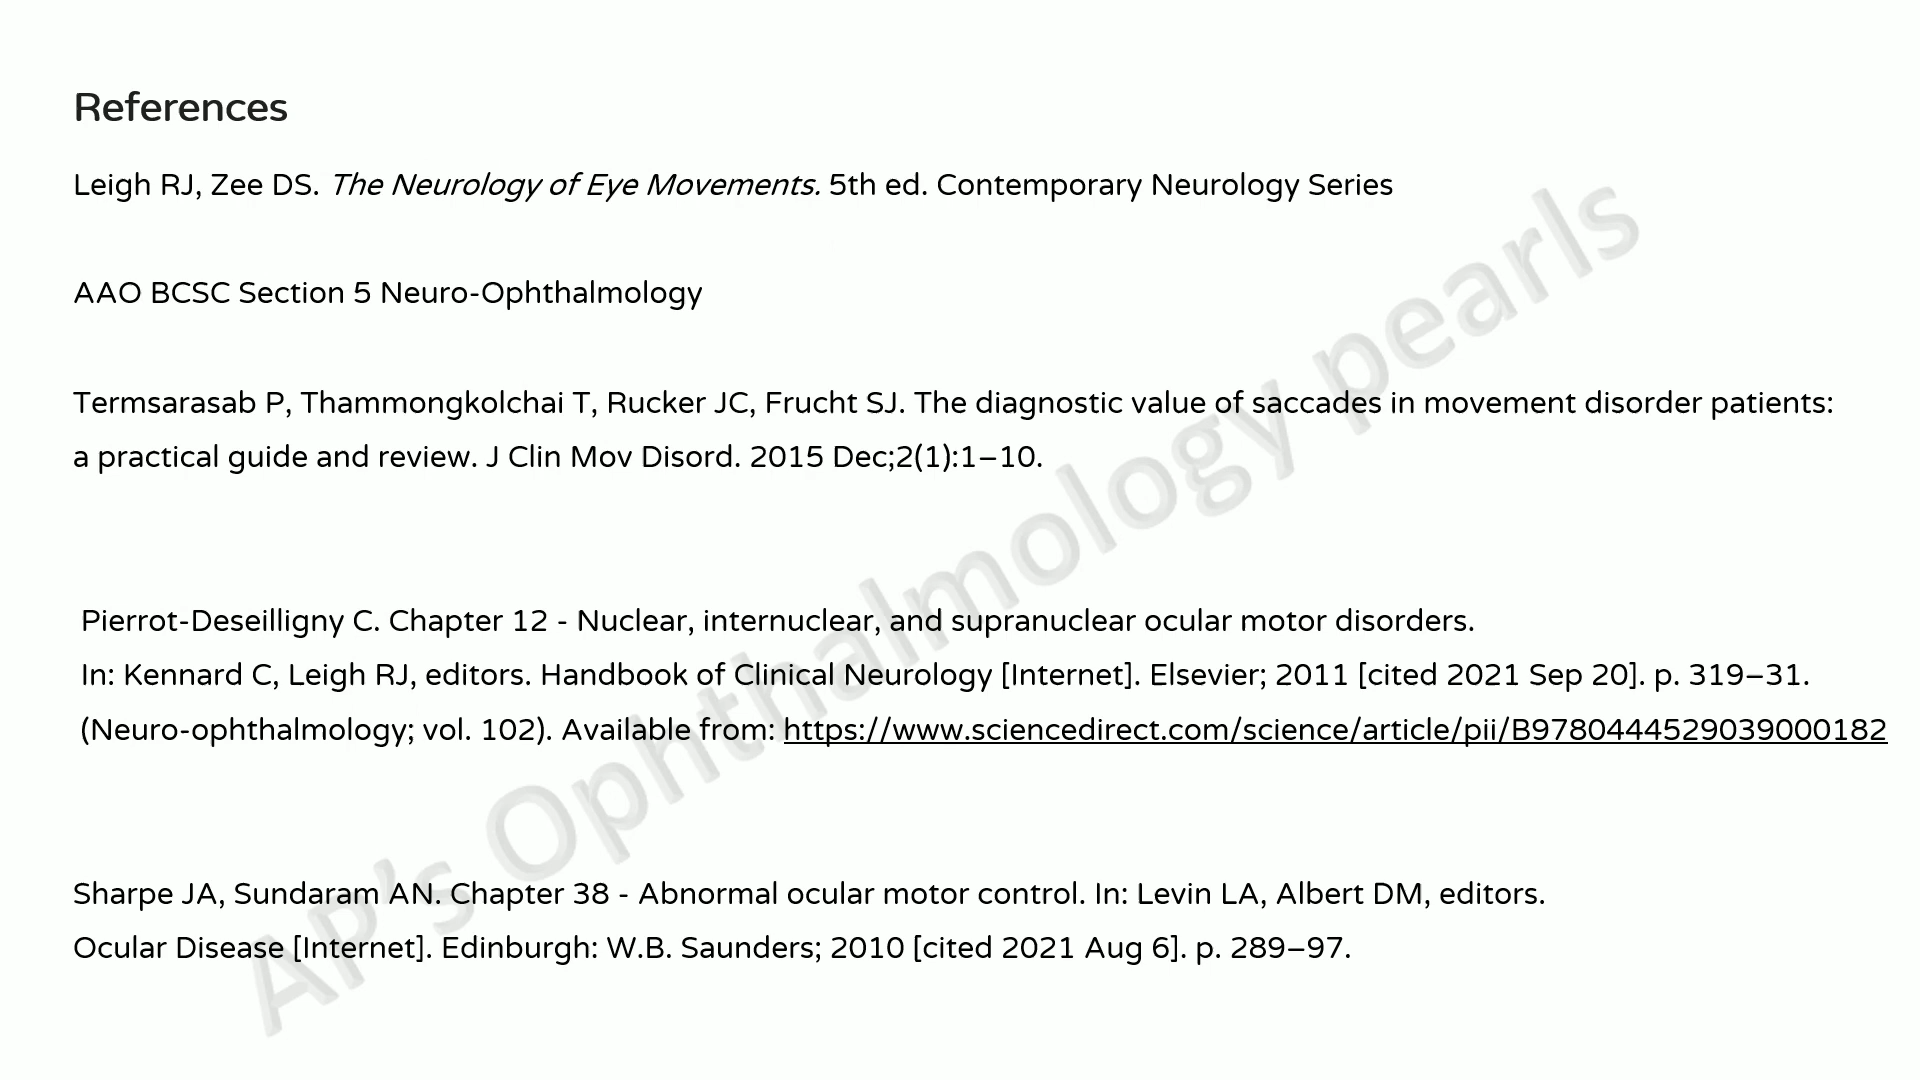 References
Leigh RJ, Zee DS. The Neurology of Eye Movements. 5th ed. Contemporary Neurology Series
AAO BCSC Section 5 Neuro-Ophthalmology
Termsarasab P, Thammongkolchai T, Rucker JC, Frucht SJ. The diagnostic value of saccades in movement disorder patients:
a practical guide and review. J Clin Mov Disord. 2015 Dec;2(1):1–10.
Pierrot-Deseilligny C. Chapter 12 - Nuclear, internuclear, and supranuclear ocular motor disorders.
In: Kennard C, Leigh RJ, editors. Handbook of Clinical Neurology [Internet]. Elsevier; 2011 [cited 2021 Sep 20]. p. 319–31.
(Neuro-ophthalmology; vol. 102). Available from: https://www.sciencedirect.com/science/article/pii/B9780444529039000182
Sharpe JA, Sundaram AN. Chapter 38 - Abnormal ocular motor control. In: Levin LA, Albert DM, editors.
Ocular Disease [Internet]. Edinburgh: W.B. Saunders; 2010 [cited 2021 Aug 6]. p. 289–97.
AP's Ophthalmology pearls